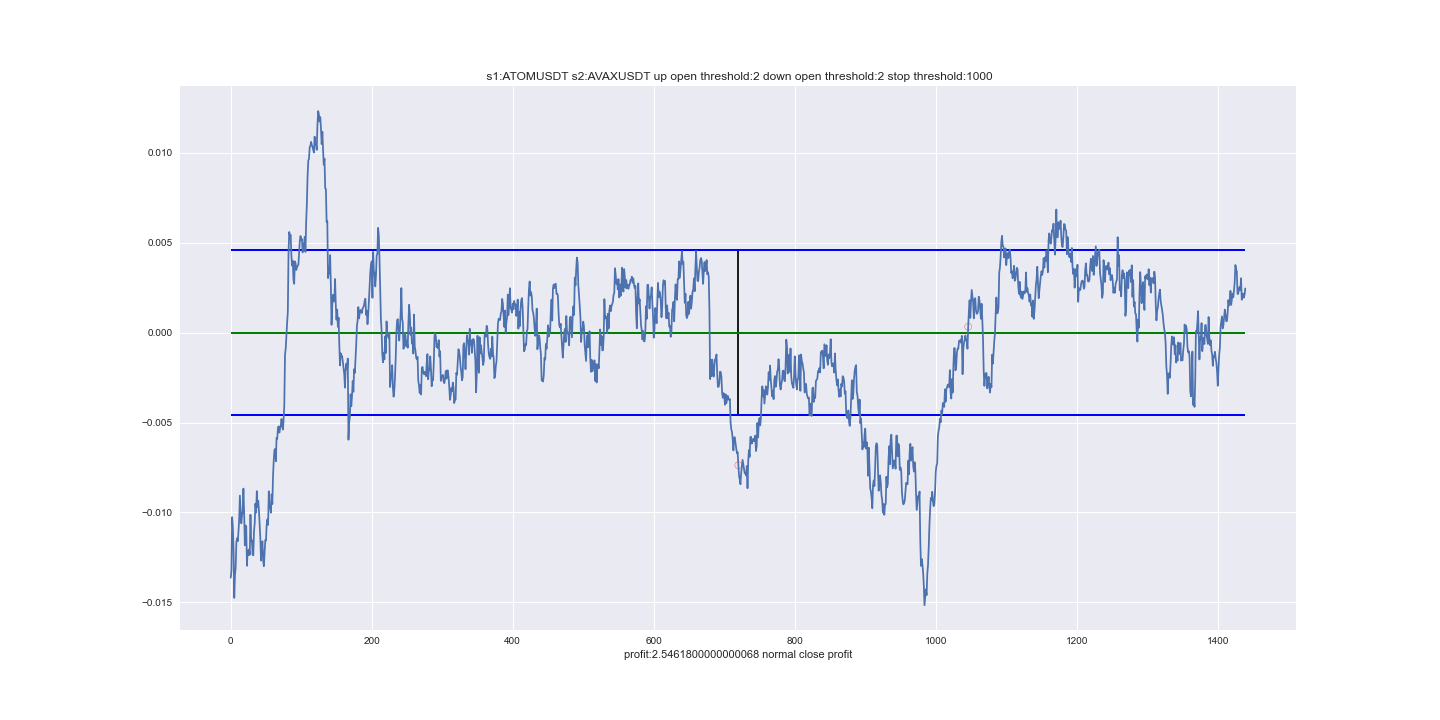 s1:ATOMUSDT s2:AVAXUSDT up open threshold:2 down open threshold:2 stop threshold:1000
0.010
0.005
0.000
−0.005
−0.010
−0.015
0 200 400 600 800 1000 1200 1400
profit:2.5461800000000068 normal close profit